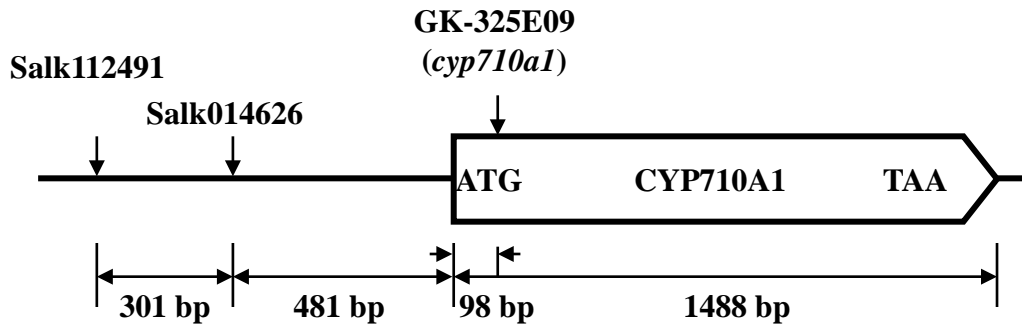 GK-325E09
(cyp710a1)
Salk112491
Salk014626
ATG CYP710A1 TAA
301 bp 481 bp 98 bp 1488 bp